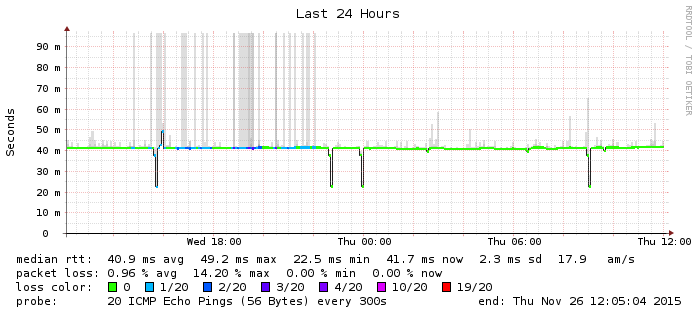 Last 24 Hours
RRDTOOL / TOBI OETIKER
Seconds
90 m
80 m
70 m
60 m
50 m
40 m
30 m
20 m
10 m
0
Wed 18:00 Thu 00:00 Thu 06:00 Thu 12:00
median rtt: 40.9 ms avg 49.2 ms max 22.5 ms min 41.7 ms now 2.3 ms sd 17.9 am/s
packet loss: 0.96 % avg 14.20 % max 0.00 % min 0.00 % now
loss color: 0 1/20 2/20 3/20 4/20 10/20 19/20
probe: 20 ICMP Echo Pings (56 Bytes) every 300s end: Thu Nov 26 12:05:04 2015